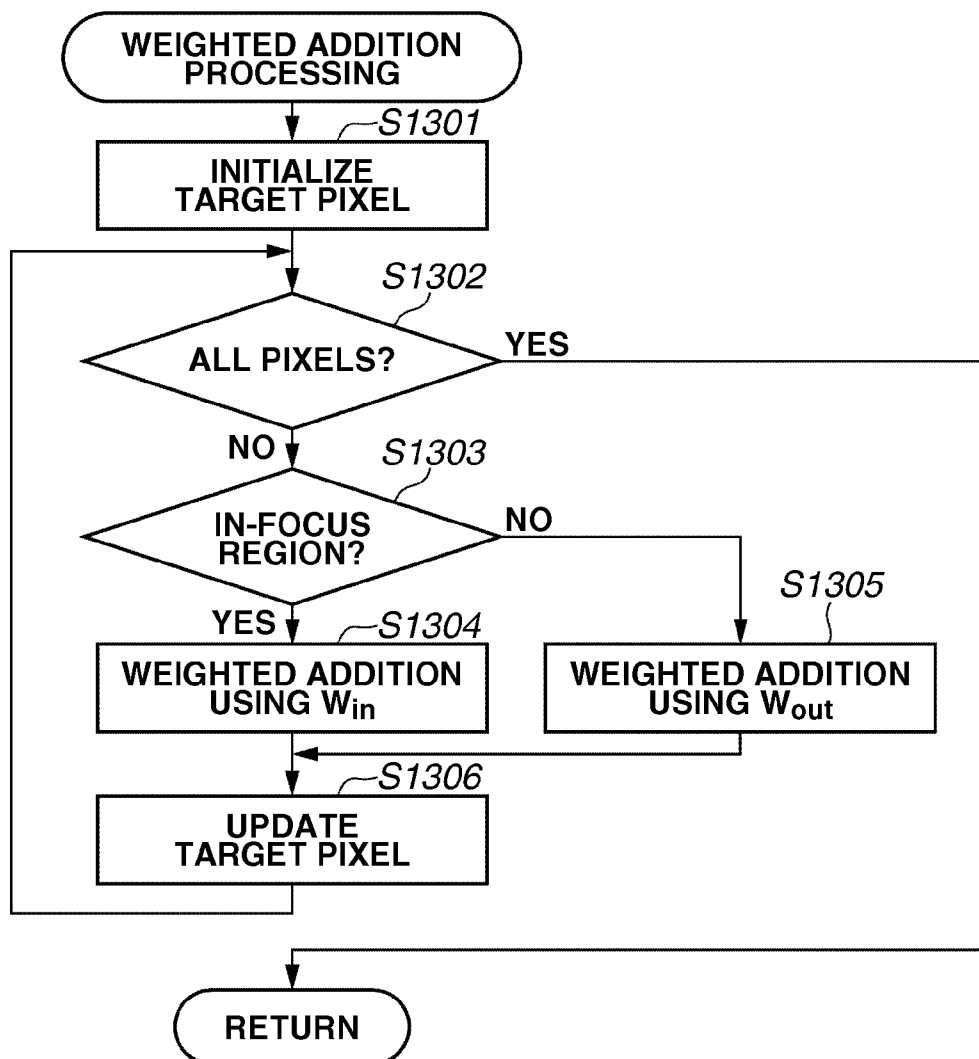 WEIGHTED ADDITION
PROCESSING
S1301
INITIALIZE
TARGET PIXEL
S1302
ALL PIXELS?
YES
NO
S1303
IN-FOCUS
REGION?
NO
YES
S1304
S1305
WEIGHTED ADDITION
USING Win
WEIGHTED ADDITION
USING Wout
S1306
UPDATE
TARGET PIXEL
RETURN